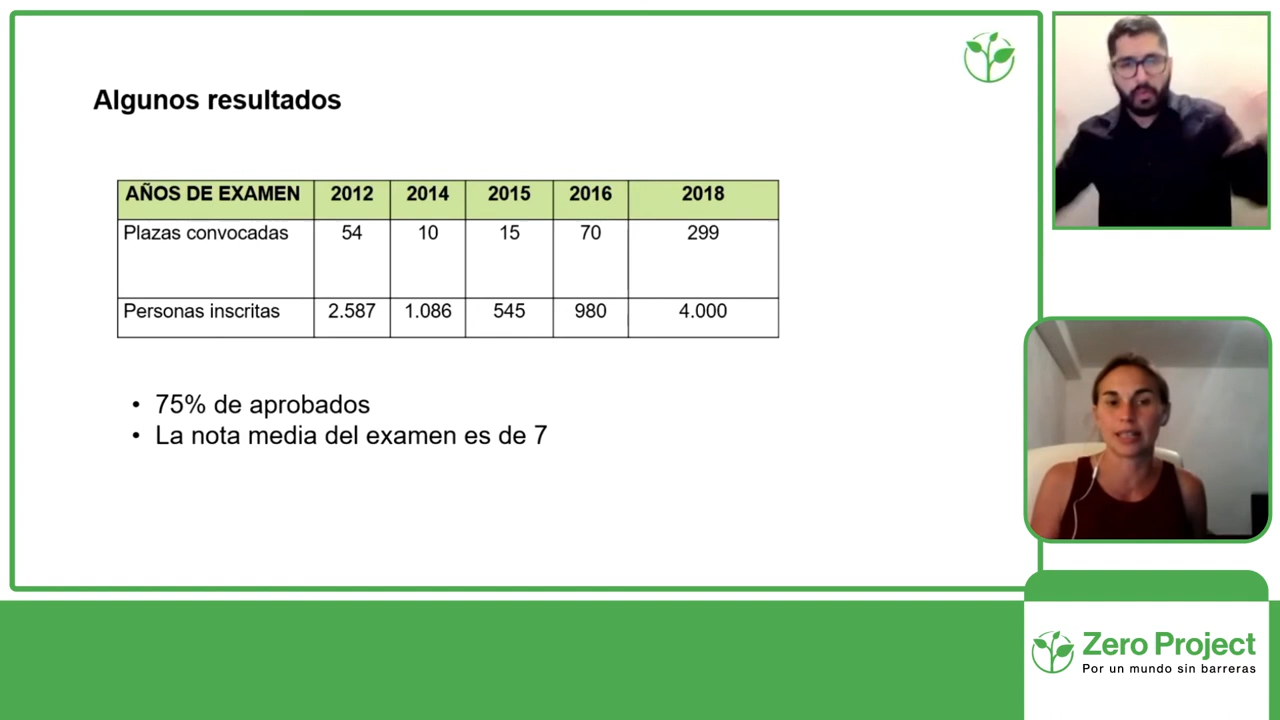 Algunos resultados
AÑOS DE EXAMEN 2012 2014 2015 2016 2018
Plazas convocadas 54 10 15 70 299
Personas inscritas 2.587 1.086 545 980 4.000
• 75% de aprobados
• La nota media del examen es de 7
Zero Project
Por un mundo sin barreras